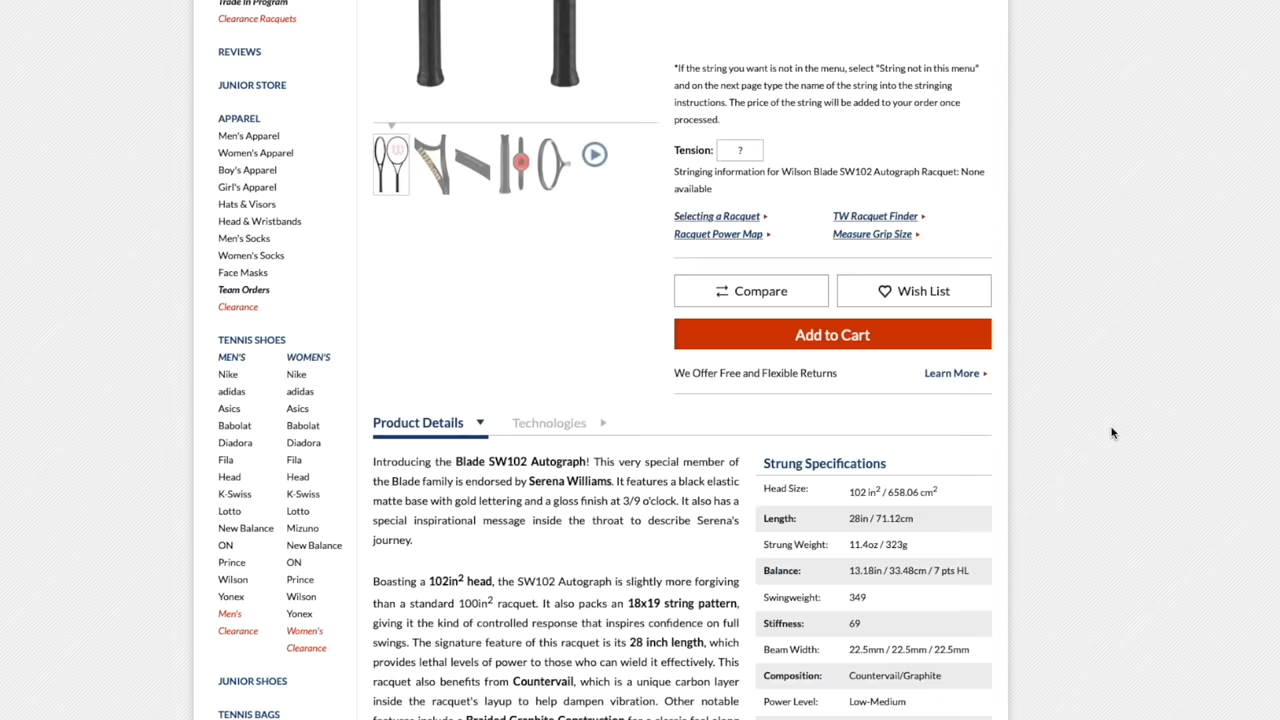 Trade In Program
Clearance Racquets
REVIEWS
JUNIOR STORE
APPAREL
Men's Apparel
Women's Apparel
Boy's Apparel
Girl's Apparel
Hats & Visors
Head & Wristbands
Men's Socks
Women's Socks
Face Masks
Team Orders
Clearance
TENNIS SHOES
MEN'S WOMEN'S
Nike Nike
adidas adidas
Asics Asics
Babolat Babolat
Diadora Diadora
Fila Fila
Head Head
K-Swiss K-Swiss
Lotto Lotto
New Balance Mizuno
ON New Balance
Prince ON
Wilson Prince
Yonex Wilson
Men's Yonex
Clearance Women's
Clearance
JUNIOR SHOES
TENNIS BAGS
*If the string you want is not in the menu, select "String not in this menu"
and on the next page type the name of the string into the stringing
instructions. The price of the string will be added to your order once
processed.
Tension: ?
Stringing information for Wilson Blade SW102 Autograph Racquet: None
available
Selecting a Racquet TW Racquet Finder
Racquet Power Map Measure Grip Size
Compare Wish List
Add to Cart
We Offer Free and Flexible Returns Learn More
Product Details Technologies
Introducing the Blade SW102 Autograph! This very special member of
the Blade family is endorsed by Serena Williams. It features a black elastic
matte base with gold lettering and a gloss finish at 3/9 o'clock. It also has a
special inspirational message inside the throat to describe Serena's
journey.
Boasting a 102in² head, the SW102 Autograph is slightly more forgiving
than a standard 100in² racquet. It also packs an 18x19 string pattern,
giving it the kind of controlled response that inspires confidence on full
swings. The signature feature of this racquet is its 28 inch length, which
provides lethal levels of power to those who can wield it effectively. This
racquet also benefits from Countervail, which is a unique carbon layer
inside the racquet's layup to help dampen vibration. Other notable
features include a Braided Graphite Construction for a classic feel along
Strung Specifications
Head Size: 102 in² / 658.06 cm²
Length: 28in / 71.12cm
Strung Weight: 11.4oz / 323g
Balance: 13.18in / 33.48cm / 7 pts HL
Swingweight: 349
Stiffness: 69
Beam Width: 22.5mm / 22.5mm / 22.5mm
Composition: Countervail/Graphite
Power Level: Low-Medium